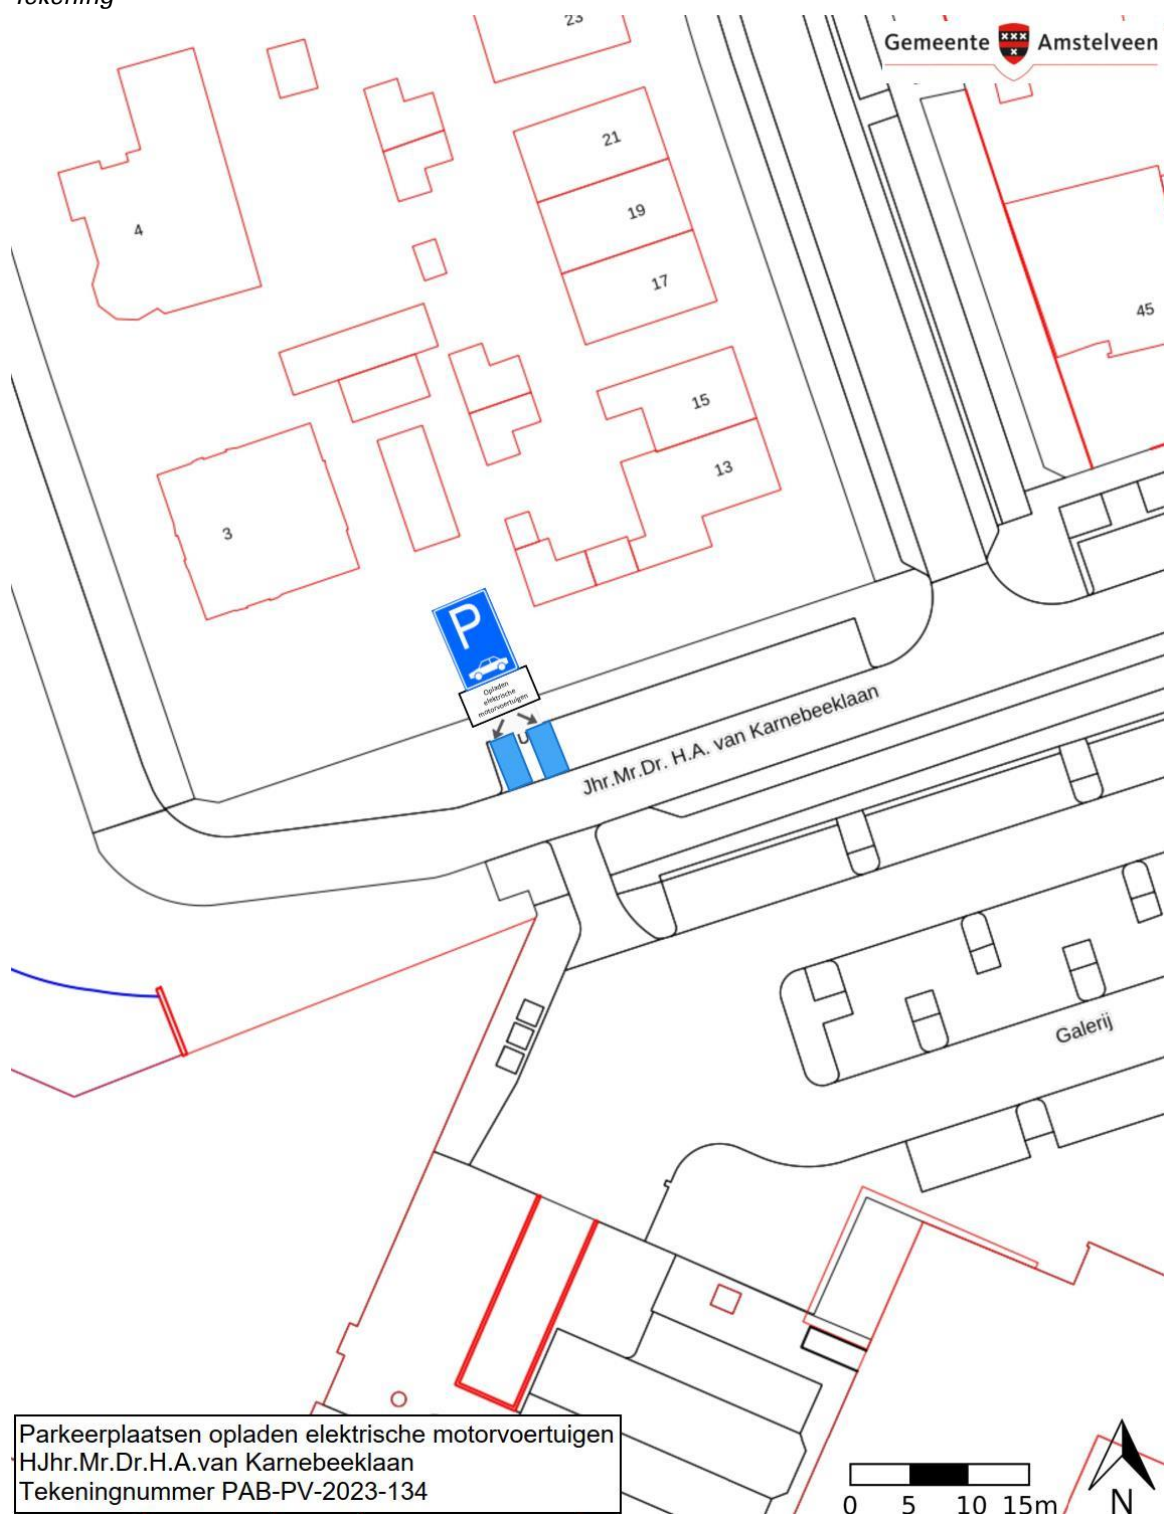 Tekening
Gemeente Amstelveen
23
21
19
17
15
13
4
3
45
P
Opladen
elektrische
motorvoertuigen
U
Jhr.Mr.Dr. H.A. van Karnebeeklaan
Galerij
Parkeerplaatsen opladen elektrische motorvoertuigen
HJhr.Mr.Dr.H.A.van Karnebeeklaan
Tekeningnummer PAB-PV-2023-134
0 5 10 15m
N